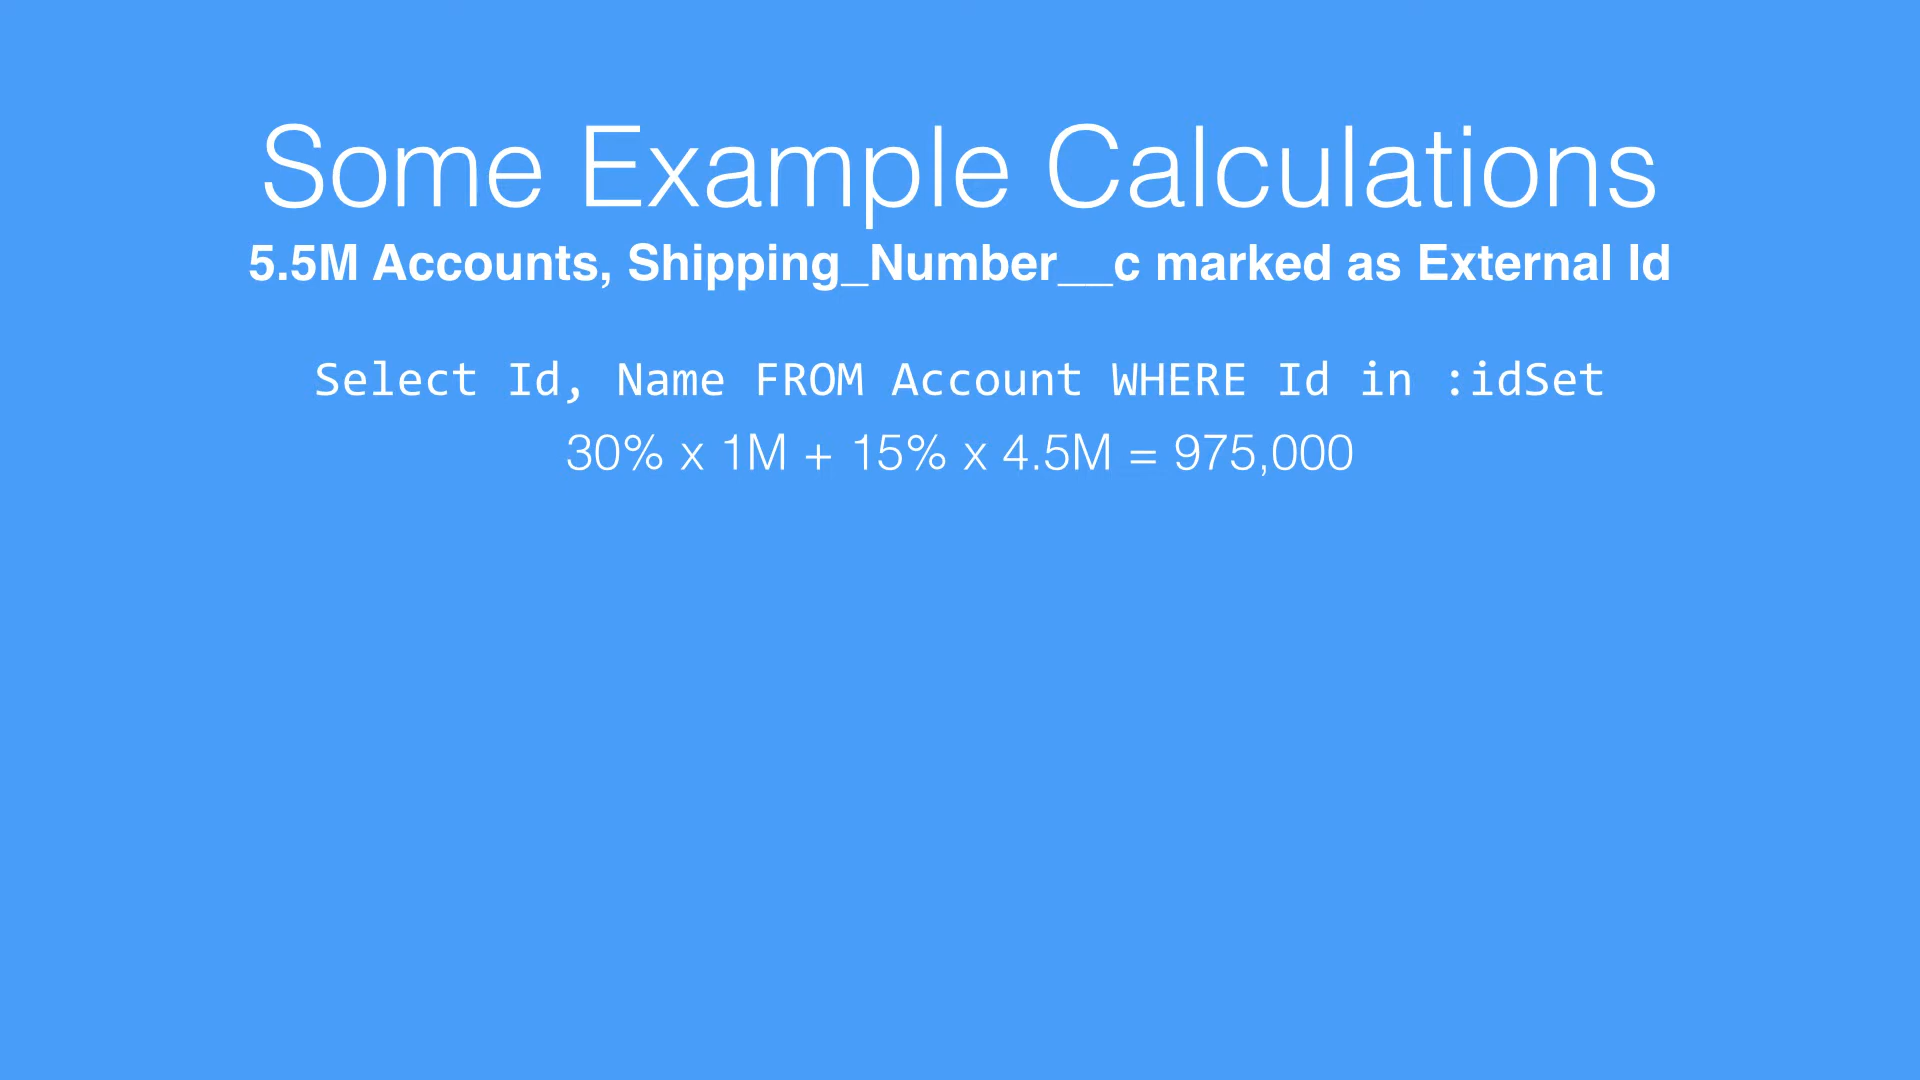 Some Example Calculations
5.5M Accounts, Shipping_Number__c marked as External Id
Select Id, Name FROM Account WHERE Id in :idSet
30% x 1M + 15% x 4.5M = 975,000